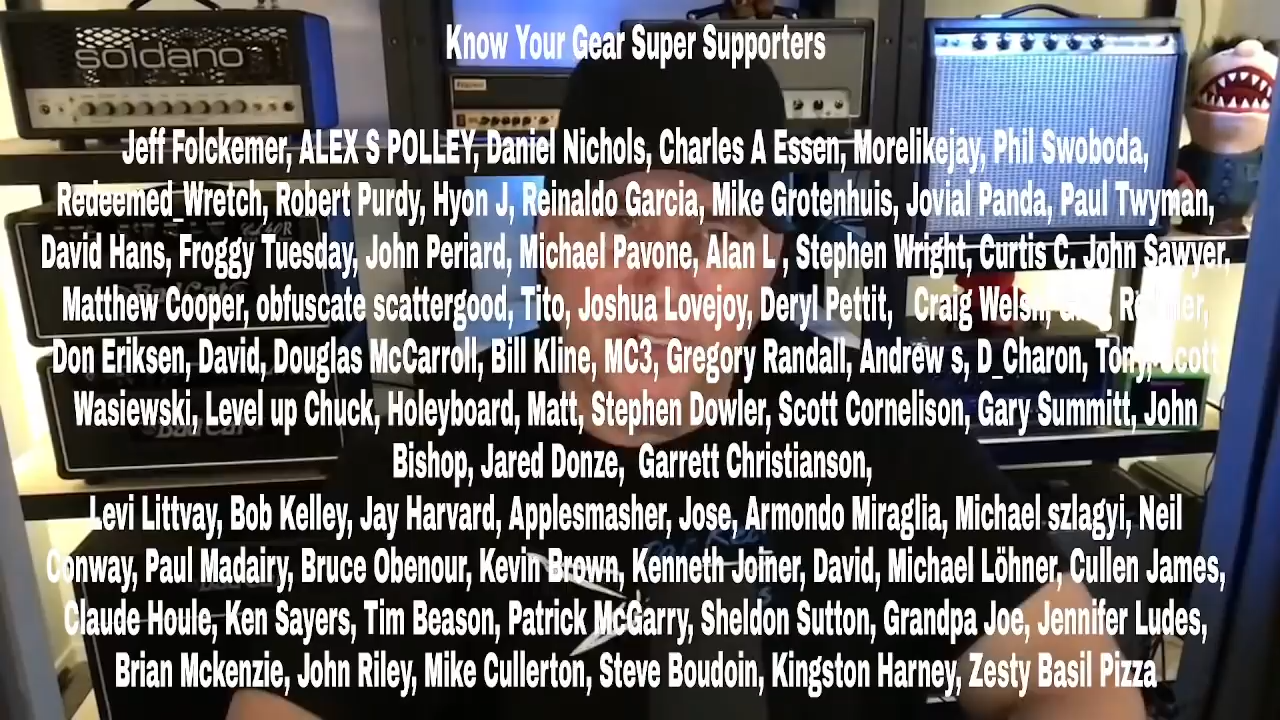 soldano
Know Your Gear Super Supporters
Jeff Folckemer, ALEX S POLLEY, Daniel Nichols, Charles A Essen, Morelikejay, Phil Swoboda,
Redeemed_Wretch, Robert Purdy, Hyon J, Reinaldo Garcia, Mike Grotenhuis, Jovial Panda, Paul Twyman,
David Hans, Froggy Tuesday, John Periard, Michael Pavone, Alan L , Stephen Wright, Curtis C, John Sawyer,
Matthew Cooper, obfuscate scattergood, Tito, Joshua Lovejoy, Deryl Pettit, Craig Welsh,
Don Eriksen, David, Douglas McCarroll, Bill Kline, MC3, Gregory Randall, Andrew s, D_Charon, Tony, Scott
Wasiewski, Level up Chuck, Holeyboard, Matt, Stephen Dowler, Scott Cornelison, Gary Summitt, John
Bishop, Jared Donze, Garrett Christianson,
Levi Littvay, Bob Kelley, Jay Harvard, Applesmasher, Jose, Armondo Miraglia, Michael szlagyi, Neil
Conway, Paul Madairy, Bruce Obenour, Kevin Brown, Kenneth Joiner, David, Michael Löhner, Cullen James,
Claude Houle, Ken Sayers, Tim Beason, Patrick McGarry, Sheldon Sutton, Grandpa Joe, Jennifer Ludes,
Brian Mckenzie, John Riley, Mike Cullerton, Steve Boudoin, Kingston Harney, Zesty Basil Pizza